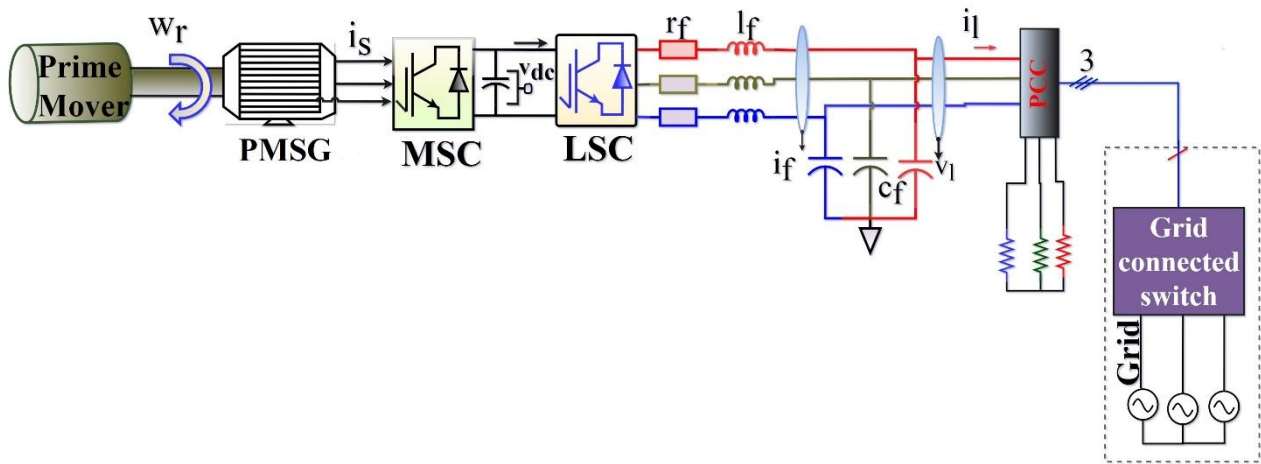 Prime
Mover
wr
PMSG
is
MSC
vdc
LSC
rf
lf
if
cf
vl
il
PCC
3
Grid
connected
switch
Grid